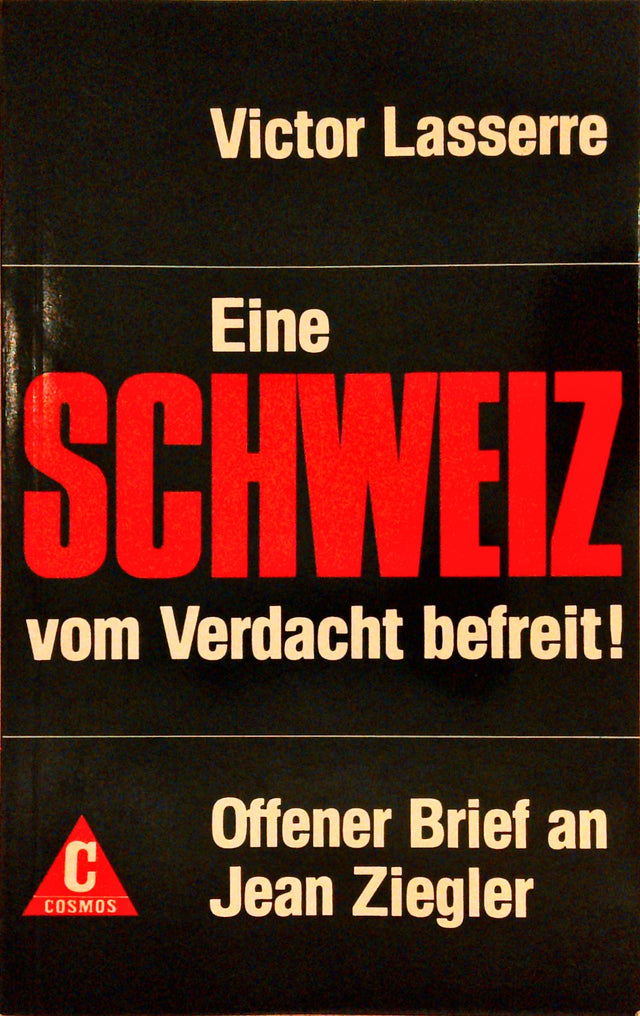 Victor Lasserre
Eine
SCHWEIZ
vom Verdacht befreit!
Offener Brief an
Jean Ziegler
C
COSMOS